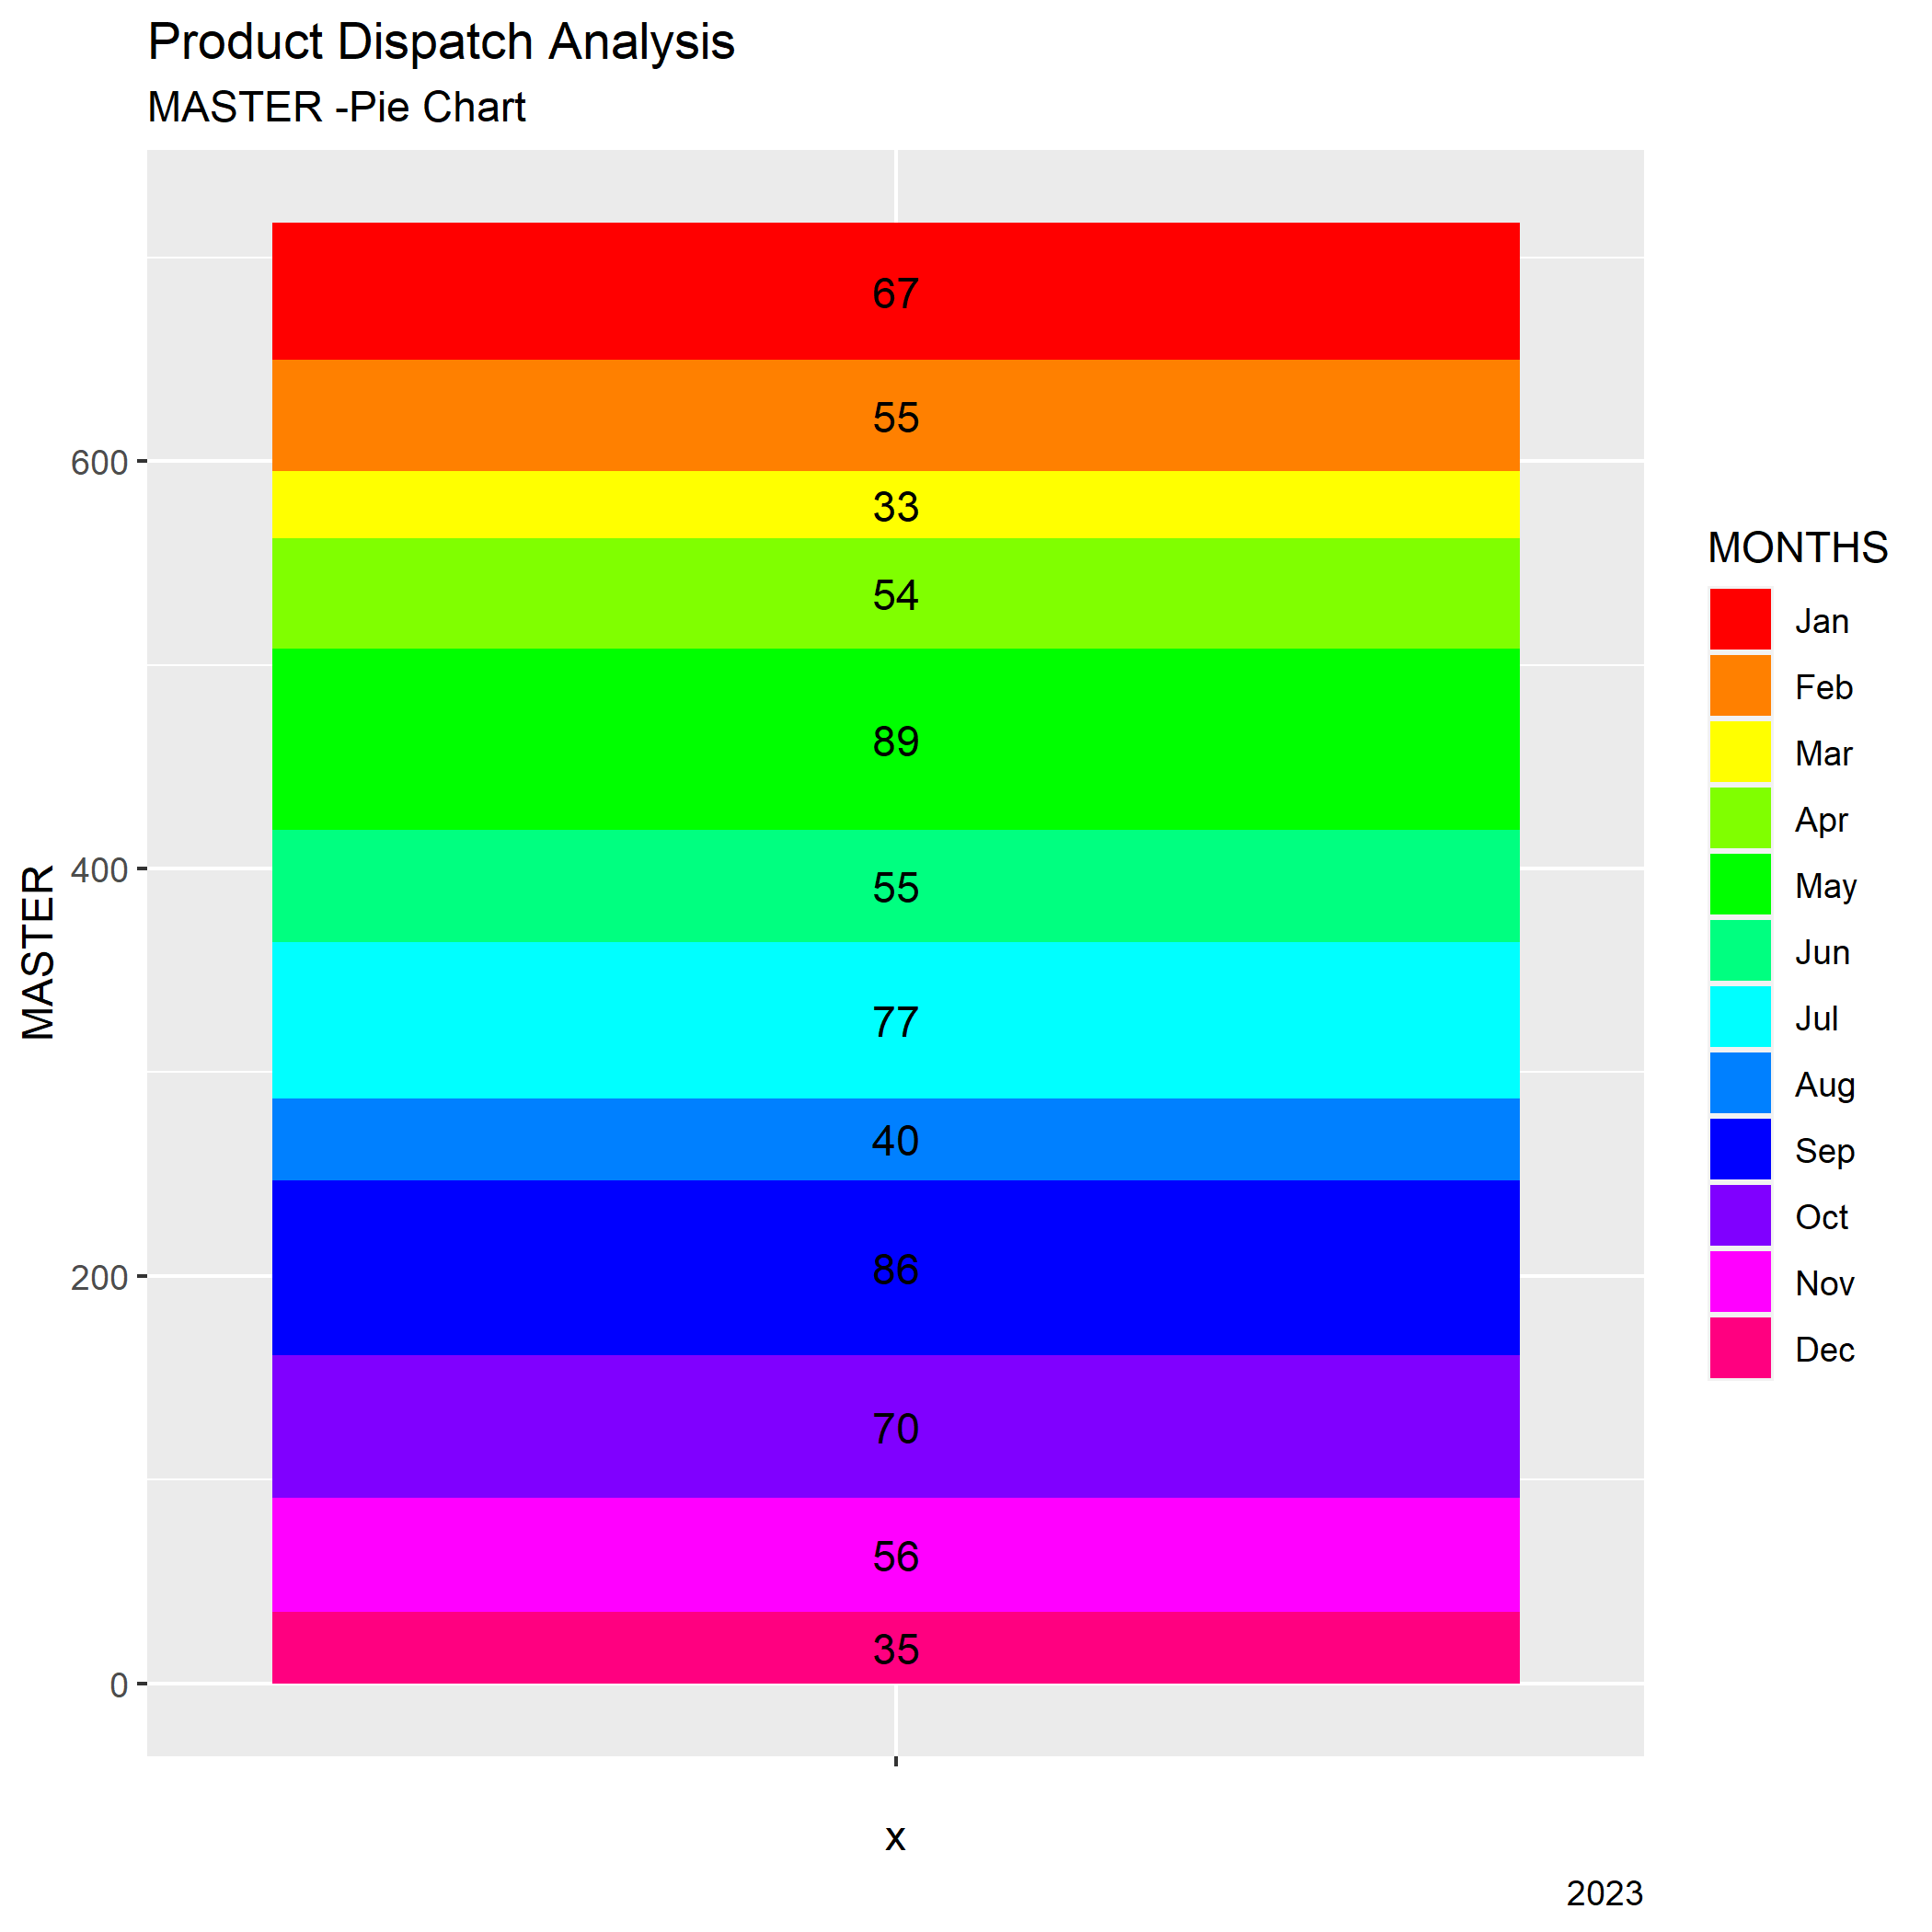 Product Dispatch Analysis
MASTER -Pie Chart
67
55
600
33
54
89
400
55
77
40
86
200
70
56
35
0
MASTER
x
2023
MONTHS
Jan
Feb
Mar
Apr
May
Jun
Jul
Aug
Sep
Oct
Nov
Dec